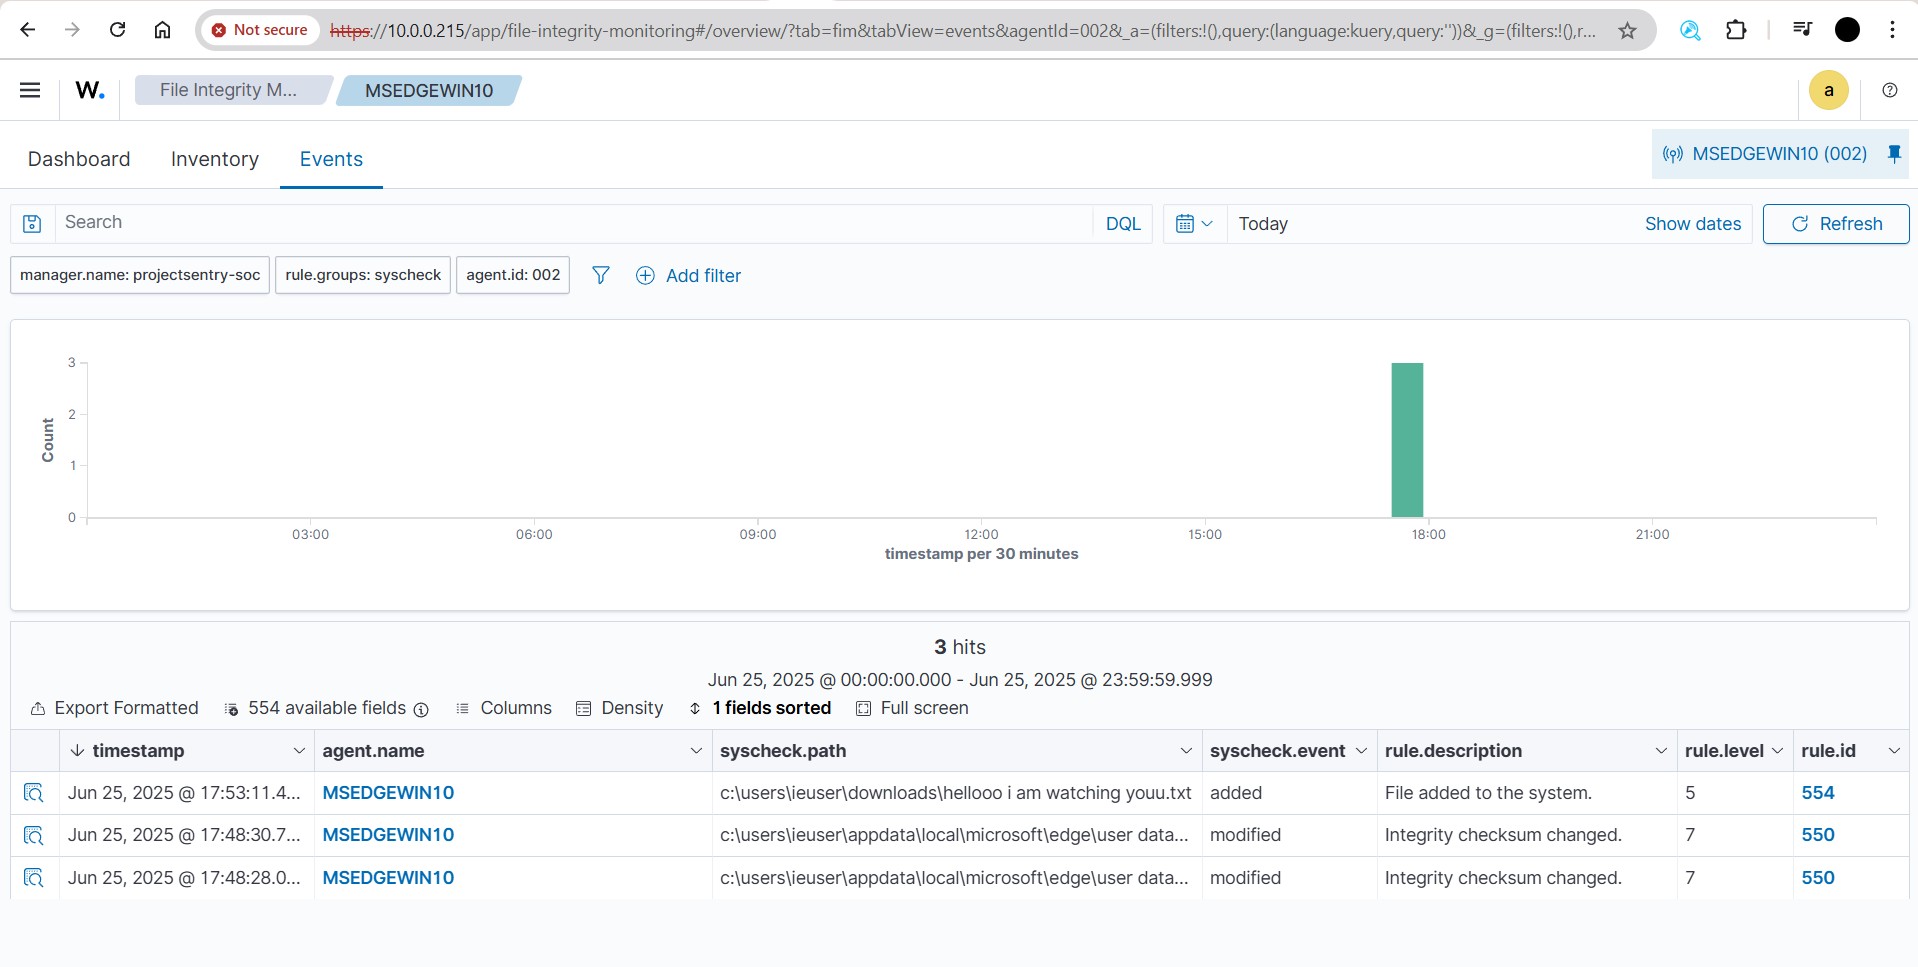 Not secure https://10.0.0.215/app/file-integrity-monitoring#/overview/?tab=fim&tabView=events&agentId=002&_a=(filters:!(),query:(language:kuery,query:''))&_g=(filters:!(),r...
W. File Integrity M... MSEDGEWIN10 a
Dashboard Inventory Events MSEDGEWIN10 (002)
Search DQL Today Show dates Refresh
manager.name: projectsentry-soc rule.groups: syscheck agent.id: 002 Add filter
3
2
1
0
Count
03:00 06:00 09:00 12:00 15:00 18:00 21:00
timestamp per 30 minutes
3 hits
Jun 25, 2025 @ 00:00:00.000 - Jun 25, 2025 @ 23:59:59.999
Export Formatted 554 available fields Columns Density 1 fields sorted Full screen
timestamp agent.name syscheck.path syscheck.event rule.description rule.level rule.id
Jun 25, 2025 @ 17:53:11.4... MSEDGEWIN10 c:\users\ieuser\downloads\hellooo i am watching youu.txt added File added to the system. 5 554
Jun 25, 2025 @ 17:48:30.7... MSEDGEWIN10 c:\users\ieuser\appdata\local\microsoft\edge\user data... modified Integrity checksum changed. 7 550
Jun 25, 2025 @ 17:48:28.0... MSEDGEWIN10 c:\users\ieuser\appdata\local\microsoft\edge\user data... modified Integrity checksum changed. 7 550